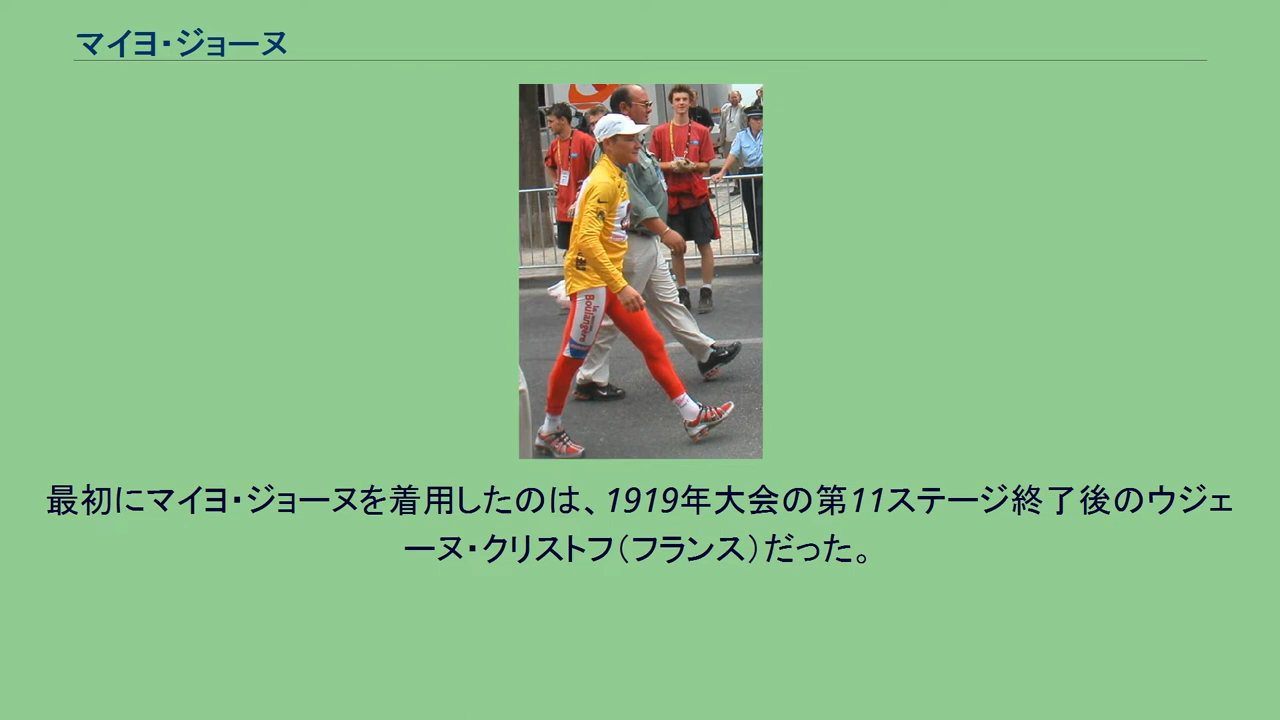 マイヨ・ジョーヌ
la
Boulangère
最初にマイヨ・ジョーヌを着用したのは、1919年大会の第11ステージ終了後のウジェ
ーヌ・クリストフ（フランス）だった。